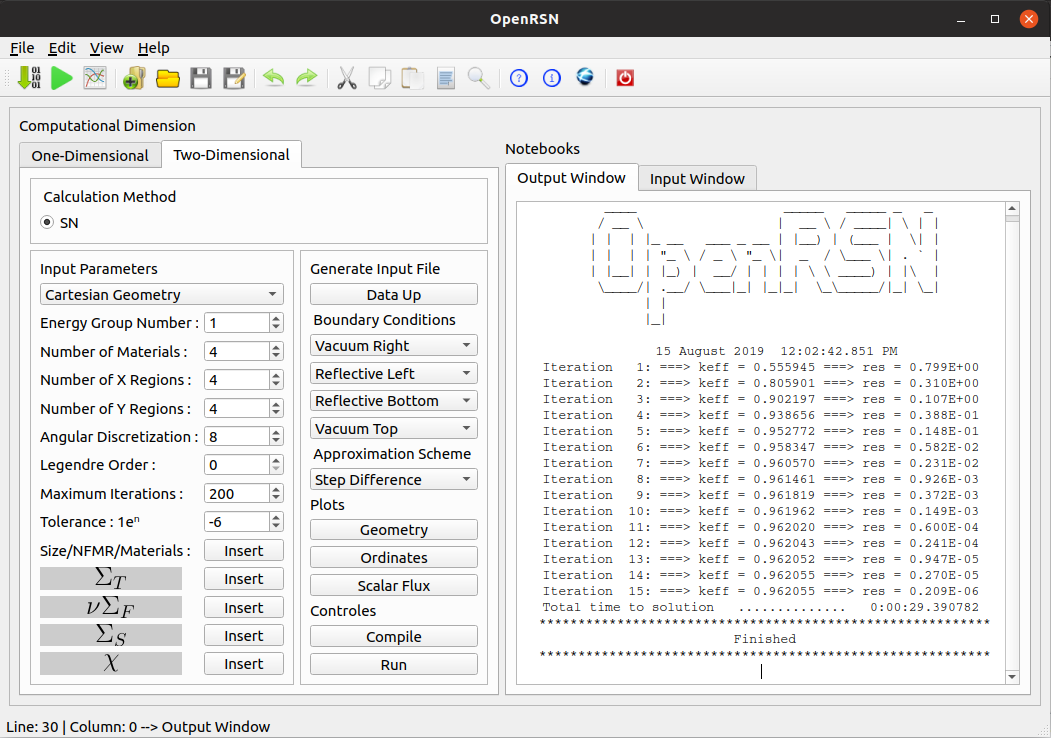 OpenRSN
File Edit View Help
Computational Dimension
One-Dimensional Two-Dimensional
Calculation Method
SN
Input Parameters
Cartesian Geometry
Energy Group Number : 1
Number of Materials : 4
Number of X Regions : 4
Number of Y Regions : 4
Angular Discretization : 8
Legendre Order : 0
Maximum Iterations : 200
Tolerance : 1eⁿ -6
Size/NFMR/Materials : Insert
Σ_T Insert
νΣ_F Insert
Σ_S Insert
χ Insert
Generate Input File
Data Up
Boundary Conditions
Vacuum Right
Reflective Left
Reflective Bottom
Vacuum Top
Approximation Scheme
Step Difference
Plots
Geometry
Ordinates
Scalar Flux
Controles
Compile
Run
Notebooks
Output Window Input Window
OpenRSN
15 August 2019 12:02:42.851 PM
Iteration 1: ===> keff = 0.555945 ===> res = 0.799E+00
Iteration 2: ===> keff = 0.805901 ===> res = 0.310E+00
Iteration 3: ===> keff = 0.902197 ===> res = 0.107E+00
Iteration 4: ===> keff = 0.938656 ===> res = 0.388E-01
Iteration 5: ===> keff = 0.952772 ===> res = 0.148E-01
Iteration 6: ===> keff = 0.958347 ===> res = 0.582E-02
Iteration 7: ===> keff = 0.960570 ===> res = 0.231E-02
Iteration 8: ===> keff = 0.961461 ===> res = 0.926E-03
Iteration 9: ===> keff = 0.961819 ===> res = 0.372E-03
Iteration 10: ===> keff = 0.961962 ===> res = 0.149E-03
Iteration 11: ===> keff = 0.962020 ===> res = 0.600E-04
Iteration 12: ===> keff = 0.962043 ===> res = 0.241E-04
Iteration 13: ===> keff = 0.962052 ===> res = 0.947E-05
Iteration 14: ===> keff = 0.962055 ===> res = 0.270E-05
Iteration 15: ===> keff = 0.962055 ===> res = 0.209E-06
Total time to solution .............. 0:00:29.390782
**********************************************************
Finished
**********************************************************
Line: 30 | Column: 0 --> Output Window